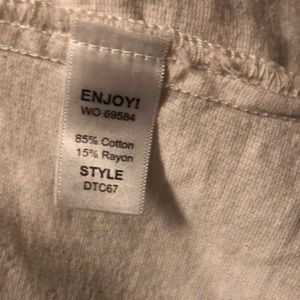 ENJOY!
WO 69584
85% Cotton
15% Rayon
STYLE
DTC67